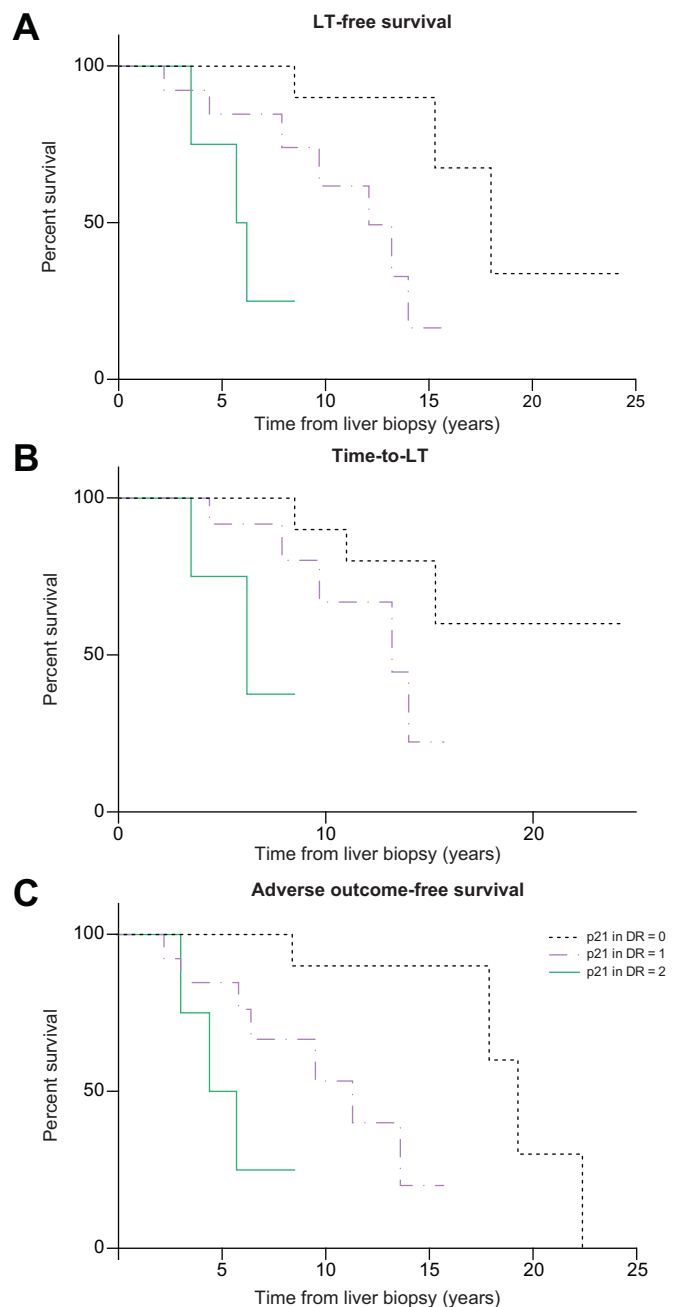 A
LT-free survival
100
50
0
Percent survival
0 5 10 15 20 25
Time from liver biopsy (years)
B
Time-to-LT
100
50
0
Percent survival
0 10 20
Time from liver biopsy (years)
C
Adverse outcome-free survival
100
50
0
Percent survival
p21 in DR = 0
p21 in DR = 1
p21 in DR = 2
5 10 15 20 25
Time from liver biopsy (years)